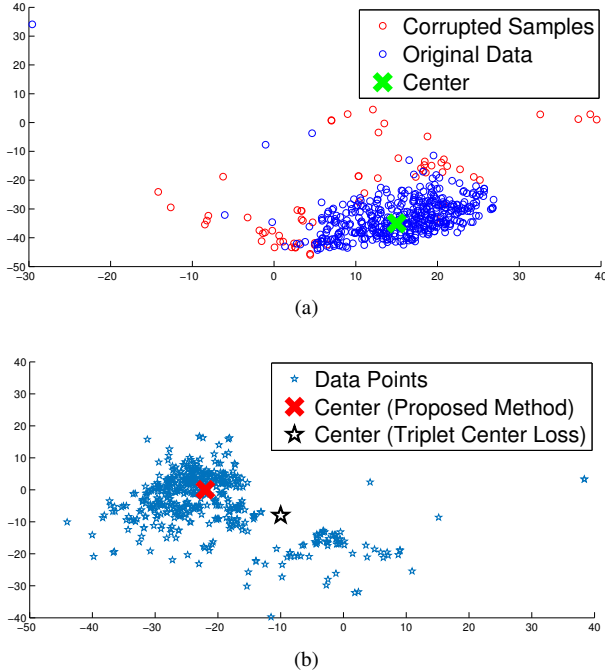 Corrupted Samples
Original Data
Center
40
30
20
10
0
−10
−20
−30
−40
−50
−30 −20 −10 0 10 20 30 40
(a)
Data Points
Center (Proposed Method)
Center (Triplet Center Loss)
40
30
20
10
0
−10
−20
−30
−40
−50 −40 −30 −20 −10 0 10 20 30 40
(b)